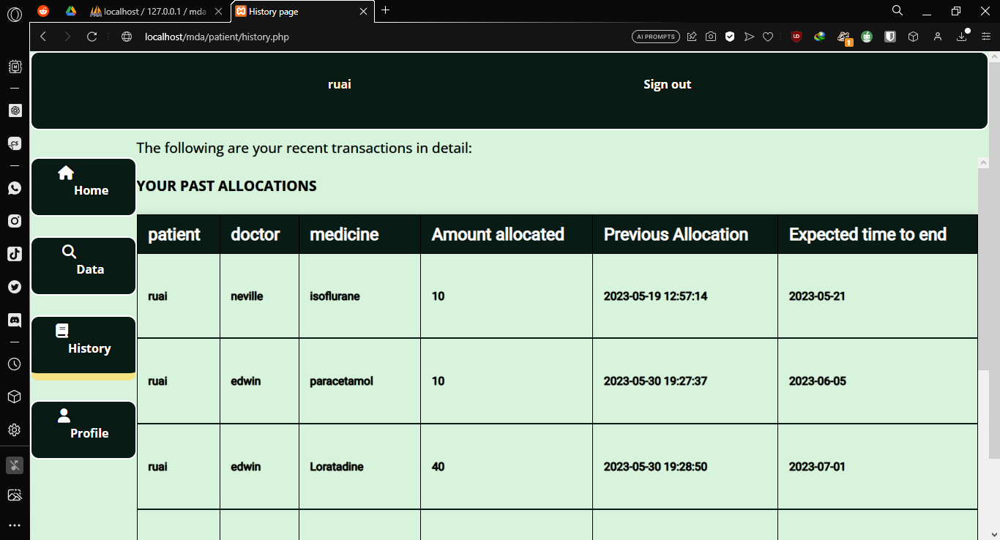 localhost / 127.0.0.1 / mda
History page
localhost/mda/patient/history.php
AI PROMPTS
1
CS
ruai
Sign out
The following are your recent transactions in detail:
Home
YOUR PAST ALLOCATIONS
Data
History
Profile
patient doctor medicine Amount allocated Previous Allocation Expected time to end
ruai neville isoflurane 10 2023-05-19 12:57:14 2023-05-21
ruai edwin paracetamol 10 2023-05-30 19:27:37 2023-06-05
ruai edwin Loratadine 40 2023-05-30 19:28:50 2023-07-01